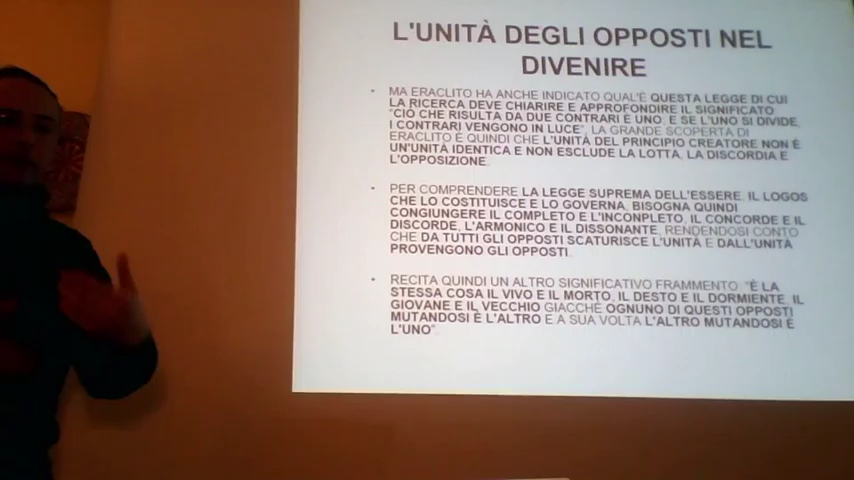 L'UNITÀ DEGLI OPPOSTI NEL
DIVENIRE
• MA ERACLITO HA ANCHE INDICATO QUAL'È QUESTA LEGGE DI CUI
LA RICERCA DEVE CHIARIRE E APPROFONDIRE IL SIGNIFICATO
"CIÒ CHE RISULTA DA DUE CONTRARI È UNO, E SE L'UNO SI DIVIDE,
I CONTRARI VENGONO IN LUCE", LA GRANDE SCOPERTA DI
ERACLITO È QUINDI CHE L'UNITÀ DEL PRINCIPIO CREATORE NON È
UN'UNITÀ IDENTICA E NON ESCLUDE LA LOTTA, LA DISCORDIA E
L'OPPOSIZIONE.
• PER COMPRENDERE LA LEGGE SUPREMA DELL'ESSERE, IL LOGOS
CHE LO COSTITUISCE E LO GOVERNA, BISOGNA QUINDI
CONGIUNGERE IL COMPLETO E L'INCONPLETO, IL CONCORDE E IL
DISCORDE, L'ARMONICO E IL DISSONANTE, RENDENDOSI CONTO
CHE DA TUTTI GLI OPPOSTI SCATURISCE L'UNITÀ E DALL'UNITÀ
PROVENGONO GLI OPPOSTI.
• RECITA QUINDI UN ALTRO SIGNIFICATIVO FRAMMENTO "È LA
STESSA COSA IL VIVO E IL MORTO, IL DESTO E IL DORMIENTE, IL
GIOVANE E IL VECCHIO GIACCHÈ OGNUNO DI QUESTI OPPOSTI
MUTANDOSI È L'ALTRO E A SUA VOLTA L'ALTRO MUTANDOSI È
L'UNO"